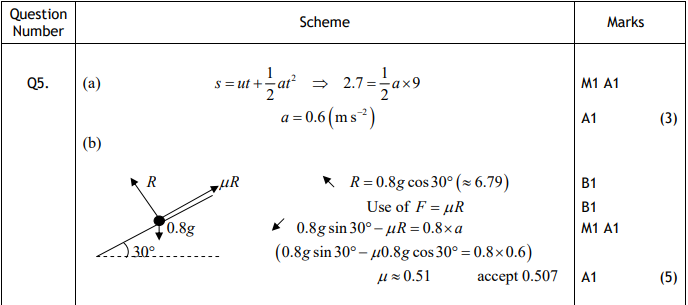 Question Number
Scheme
Marks
Q5.
(a)
s = ut + 1/2 at² ⇒ 2.7 = 1/2 a × 9
M1 A1
a = 0.6 (m s⁻²)
A1 (3)
(b)
R
μR
0.8g
30°
↖ R = 0.8g cos 30° (≈ 6.79)
B1
Use of F = μR
B1
↙ 0.8g sin 30° − μR = 0.8 × a
M1 A1
(0.8g sin 30° − μ0.8g cos 30° = 0.8 × 0.6)
μ ≈ 0.51 accept 0.507
A1 (5)